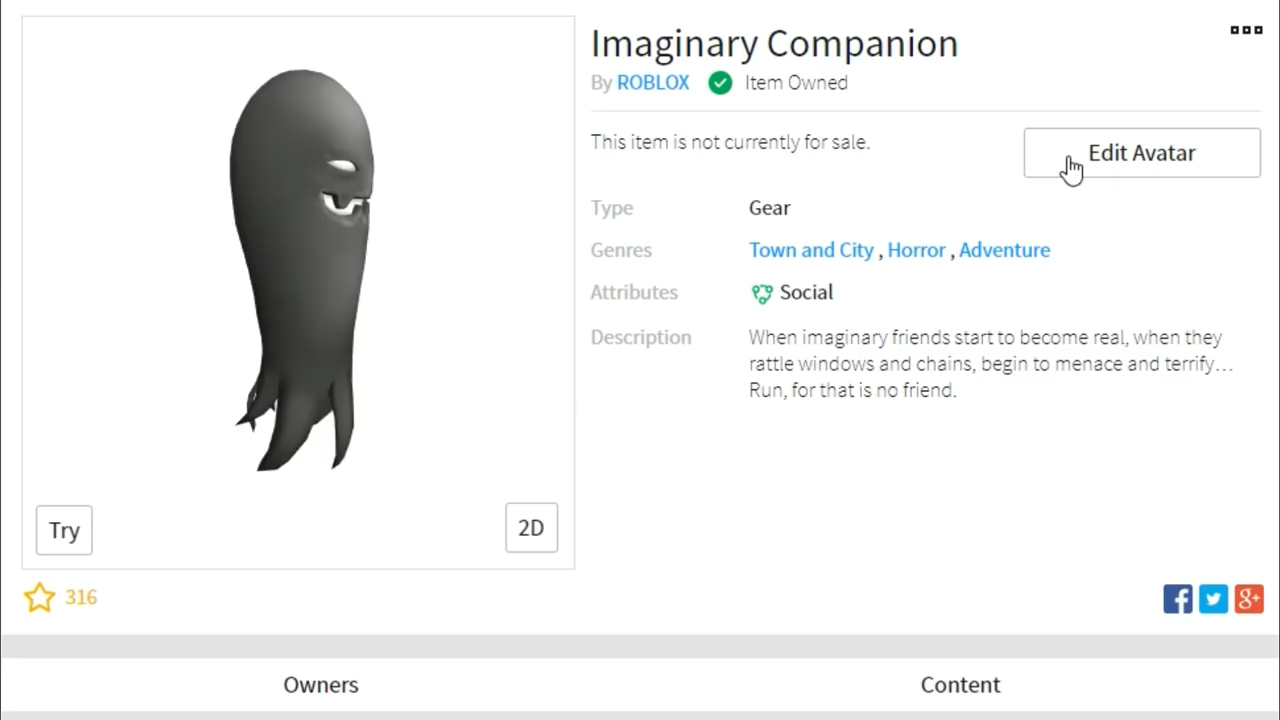 Imaginary Companion
By ROBLOX Item Owned
This item is not currently for sale.
Edit Avatar
Type Gear
Genres Town and City , Horror , Adventure
Attributes Social
Description When imaginary friends start to become real, when they
rattle windows and chains, begin to menace and terrify...
Run, for that is no friend.
Try
2D
316
f
g+
Owners Content